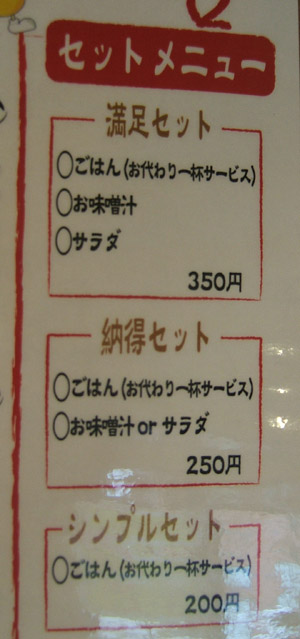 セットメニュー
満足セット
○ごはん(お代わり一杯サービス)
○お味噌汁
○サラダ
350円
納得セット
○ごはん(お代わり一杯サービス)
○お味噌汁orサラダ
250円
シンプルセット
○ごはん(お代わり一杯サービス)
200円